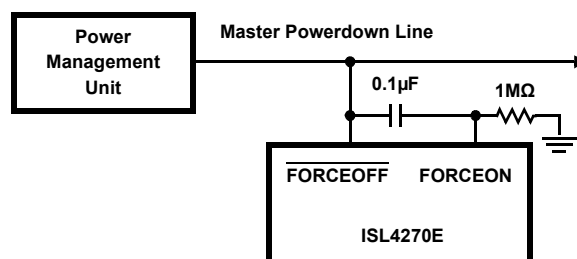 Power
Management
Unit
Master Powerdown Line
0.1µF
1MΩ
FORCEOFF
FORCEON
ISL4270E